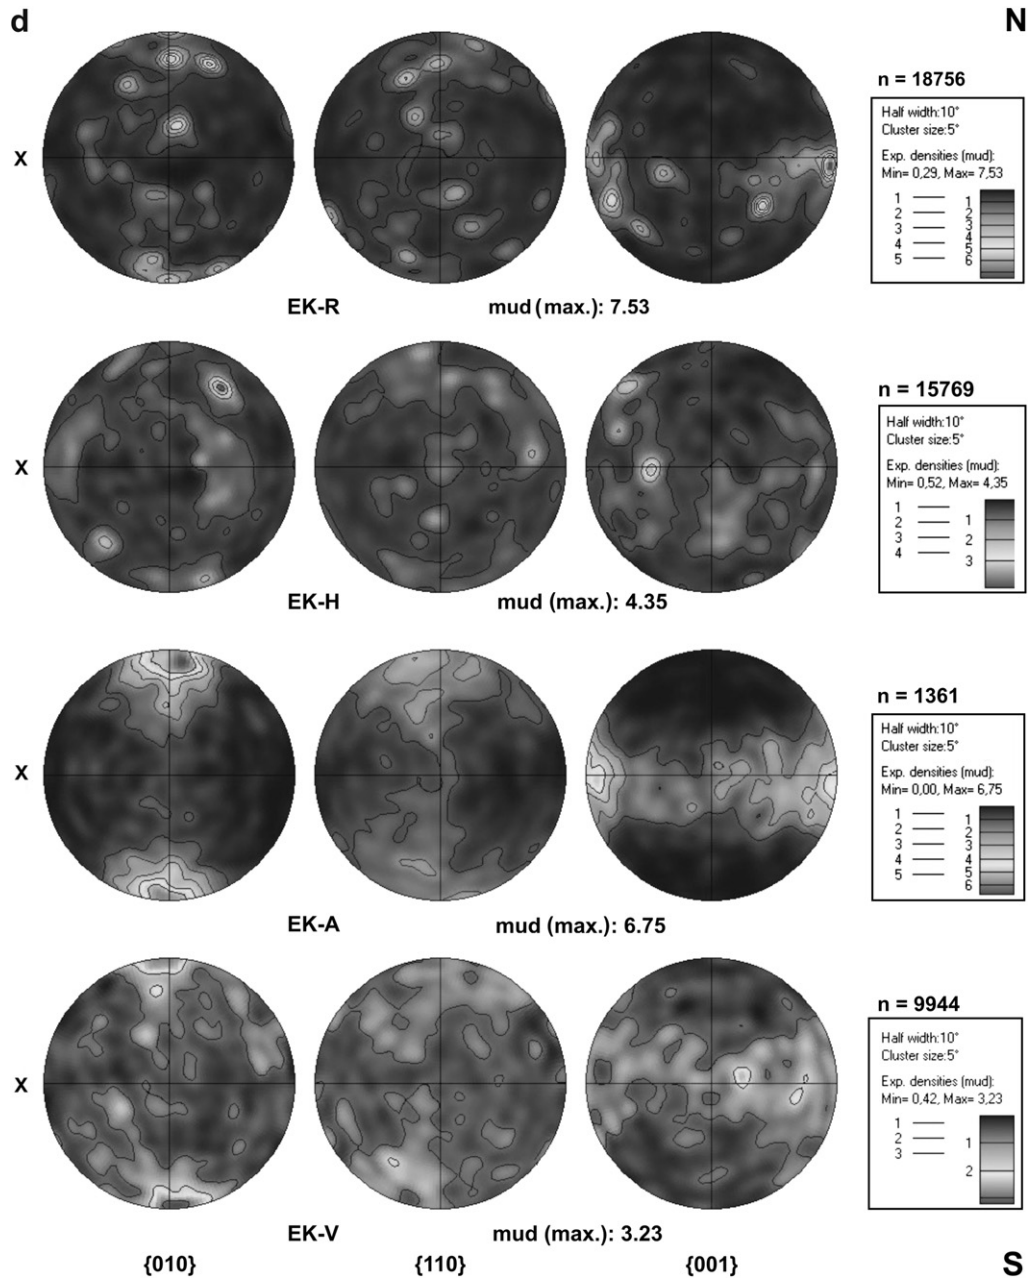 d
N
n = 18756
Half width:10°
Cluster size:5°
Exp. densities (mud):
Min= 0,29, Max= 7,53
1
2
3
4
5
1
2
3
4
5
6
X
EK-R mud (max.): 7.53
n = 15769
Half width:10°
Cluster size:5°
Exp. densities (mud):
Min= 0,52, Max= 4,35
1
2
3
4
1
2
3
X
EK-H mud (max.): 4.35
n = 1361
Half width:10°
Cluster size:5°
Exp. densities (mud):
Min= 0,00, Max= 6,75
1
2
3
4
5
1
2
3
4
5
6
X
EK-A mud (max.): 6.75
n = 9944
Half width:10°
Cluster size:5°
Exp. densities (mud):
Min= 0,42, Max= 3,23
1
2
3
1
2
X
EK-V mud (max.): 3.23
{010} {110} {001}
S